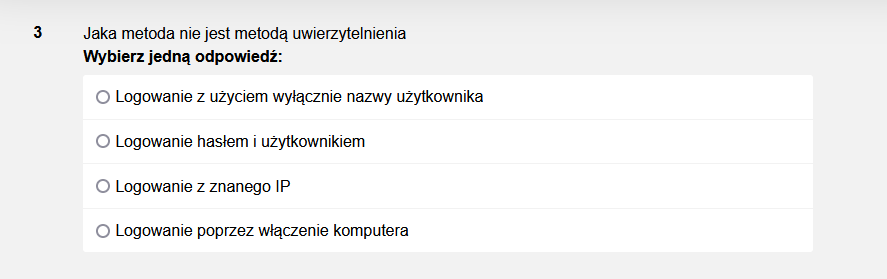 3 Jaka metoda nie jest metodą uwierzytelnienia
Wybierz jedną odpowiedź:
Logowanie z użyciem wyłącznie nazwy użytkownika
Logowanie hasłem i użytkownikiem
Logowanie z znanego IP
Logowanie poprzez włączenie komputera